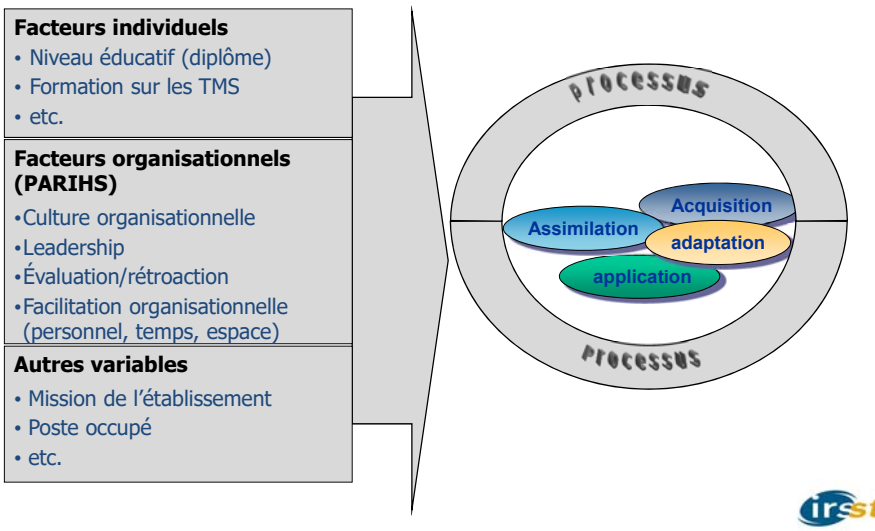 Facteurs individuels
• Niveau éducatif (diplôme)
• Formation sur les TMS
• etc.
Facteurs organisationnels
(PARIHS)
•Culture organisationnelle
•Leadership
•Évaluation/rétroaction
•Facilitation organisationnelle
(personnel, temps, espace)
Autres variables
• Mission de l'établissement
• Poste occupé
• etc.
processus
Acquisition
Assimilation
adaptation
application
processus
irsst